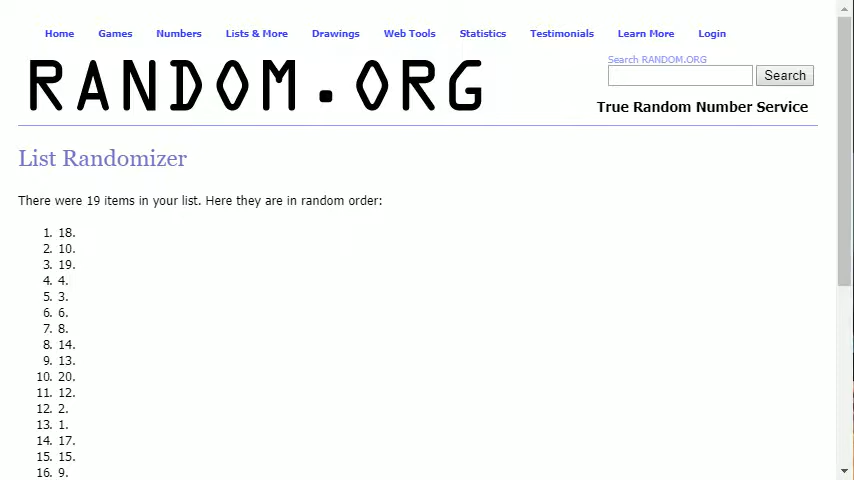 Home Games Numbers Lists & More Drawings Web Tools Statistics Testimonials Learn More Login
RANDOM.ORG
Search RANDOM.ORG
Search
True Random Number Service
List Randomizer
There were 19 items in your list. Here they are in random order:
1. 18.
2. 10.
3. 19.
4. 4.
5. 3.
6. 6.
7. 8.
8. 14.
9. 13.
10. 20.
11. 12.
12. 2.
13. 1.
14. 17.
15. 15.
16. 9.